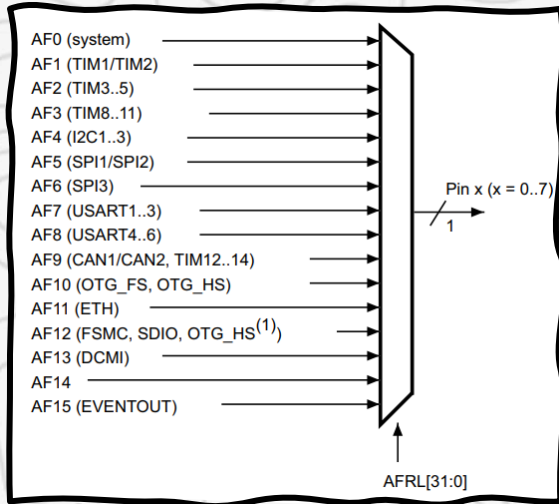 AF0 (system)
AF1 (TIM1/TIM2)
AF2 (TIM3..5)
AF3 (TIM8..11)
AF4 (I2C1..3)
AF5 (SPI1/SPI2)
AF6 (SPI3)
AF7 (USART1..3)
AF8 (USART4..6)
AF9 (CAN1/CAN2, TIM12..14)
AF10 (OTG_FS, OTG_HS)
AF11 (ETH)
AF12 (FSMC, SDIO, OTG_HS(1))
AF13 (DCMI)
AF14
AF15 (EVENTOUT)
Pin x (x = 0..7)
1
AFRL[31:0]